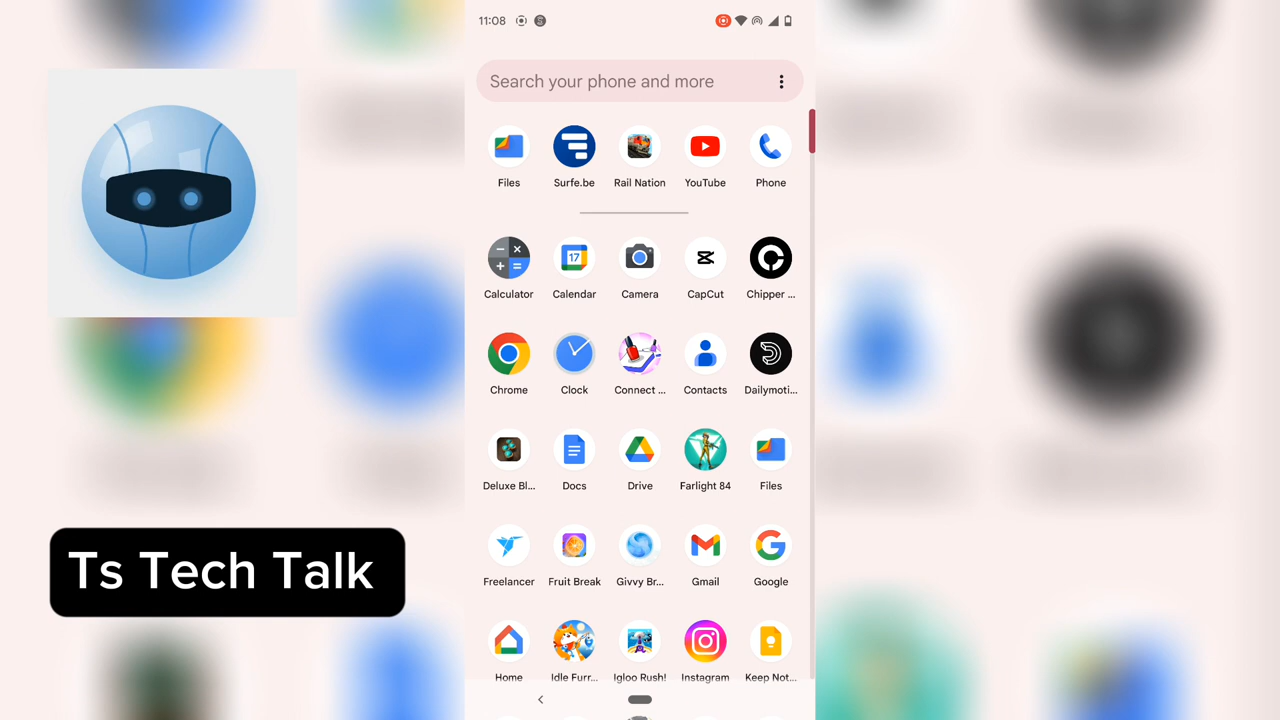 11:08
Search your phone and more
Files Surfe.be Rail Nation YouTube Phone
17
Calculator Calendar Camera CapCut Chipper ...
Chrome Clock Connect ... Contacts Dailymoti...
Deluxe Bl... Docs Drive Farlight 84 Files
Ts Tech Talk
Freelancer Fruit Break Givvy Br... Gmail Google
Home Idle Furr... Igloo Rush! Instagram Keep Not...